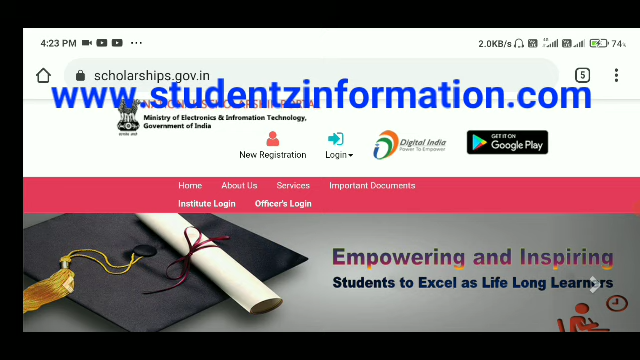 4:23 PM
2.0KB/s
74%
scholarships.gov.in
5
www.studentzinformation.com
Ministry of Electronics & Infromation Technology,
Government of India
New Registration
Login
Digital India
Power To Empower
GET IT ON
Google Play
Home About Us Services Important Documents
Institute Login Officer's Login
Empowering and Inspiring
Students to Excel as Life Long Learners